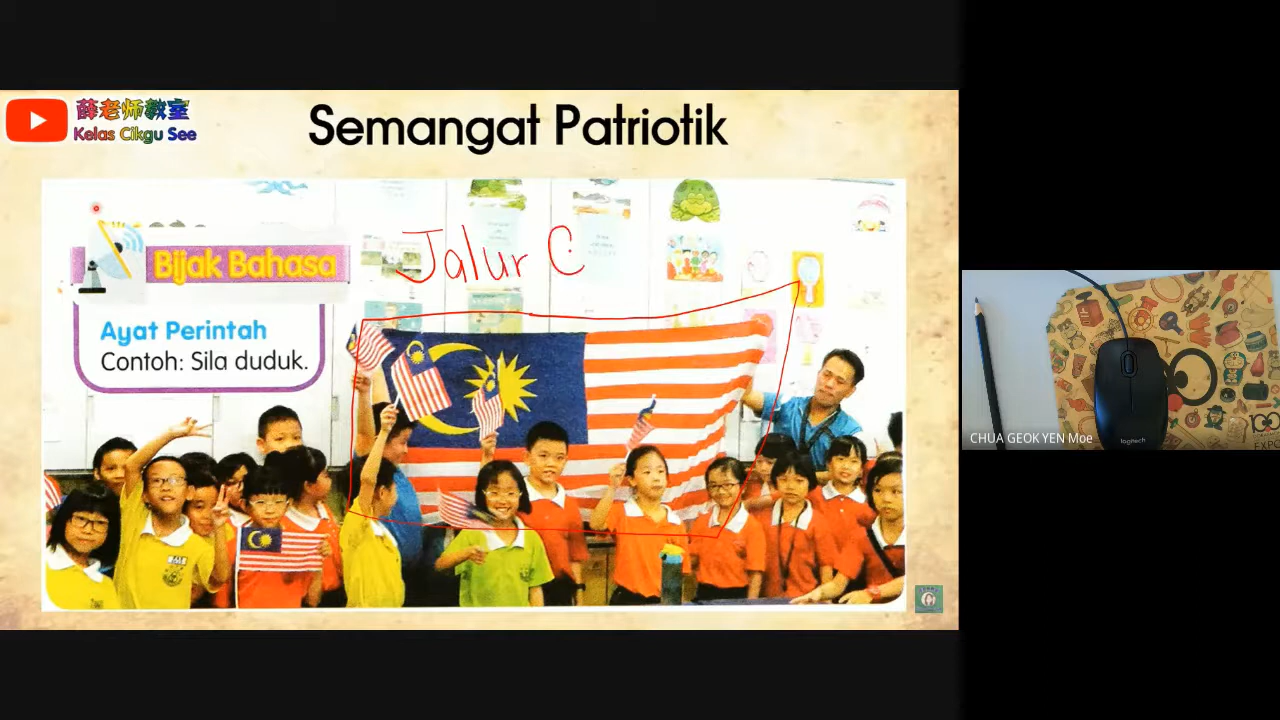 薛老师教室
Kelas Cikgu See
Semangat Patriotik
Jalur G
Bijak Bahasa
Ayat Perintah
Contoh: Sila duduk.
CHUA GEOK YEN Moe
logitech